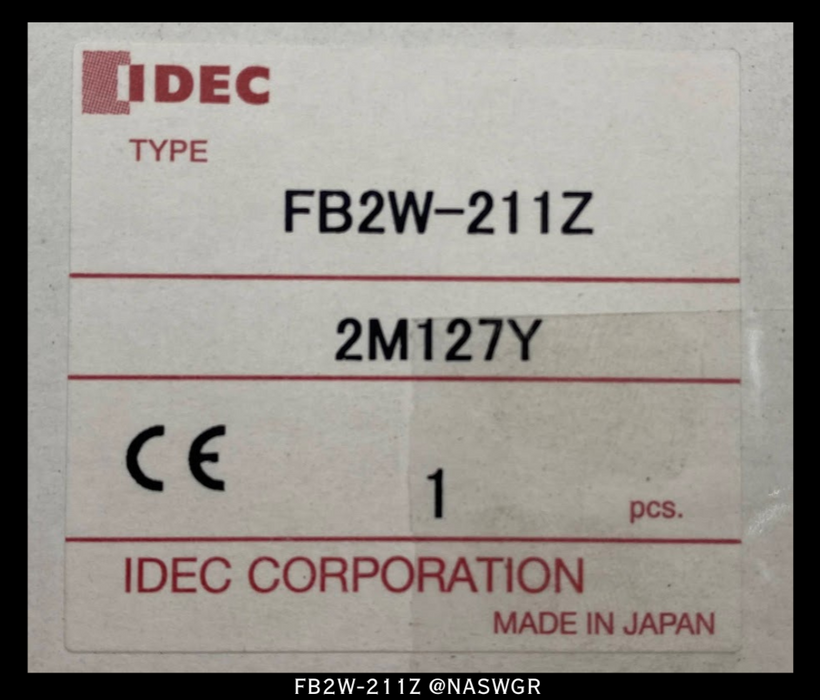 IDEC
TYPE
FB2W-211Z
2M127Y
CE
1 pcs.
IDEC CORPORATION
MADE IN JAPAN
FB2W-211Z @NASWGR